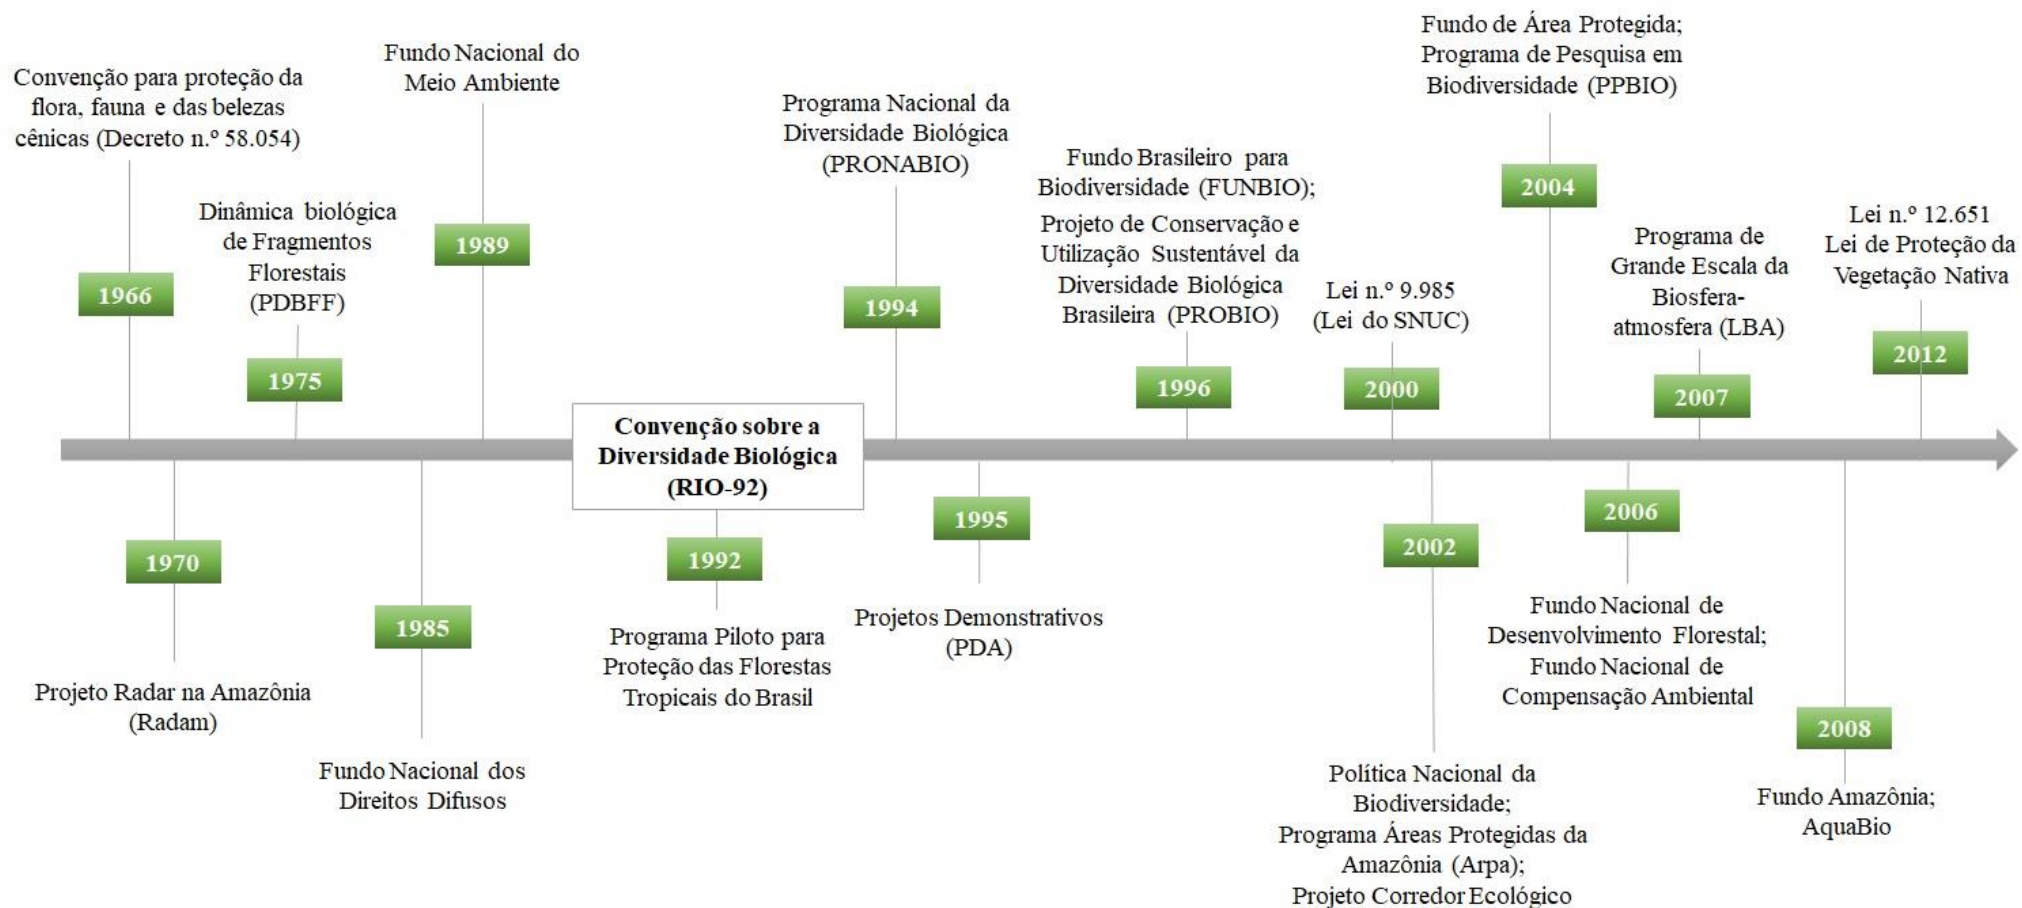 Convenção para proteção da
flora, fauna e das belezas
cênicas (Decreto n.º 58.054)
1966
Projeto Radar na Amazônia
(Radam)
1970
Dinâmica biológica
de Fragmentos
Florestais
(PDBFF)
1975
1985
Fundo Nacional dos
Direitos Difusos
Fundo Nacional do
Meio Ambiente
1989
Convenção sobre a
Diversidade Biológica
(RIO-92)
1992
Programa Piloto para
Proteção das Florestas
Tropicais do Brasil
Programa Nacional da
Diversidade Biológica
(PRONABIO)
1994
1995
Projetos Demonstrativos
(PDA)
Fundo Brasileiro para
Biodiversidade (FUNBIO);
Projeto de Conservação e
Utilização Sustentável da
Diversidade Biológica
Brasileira (PROBIO)
1996
Lei n.º 9.985
(Lei do SNUC)
2000
2002
Política Nacional da
Biodiversidade;
Programa Áreas Protegidas da
Amazônia (Arpa);
Projeto Corredor Ecológico
Fundo de Área Protegida;
Programa de Pesquisa em
Biodiversidade (PPBIO)
2004
2006
Fundo Nacional de
Desenvolvimento Florestal;
Fundo Nacional de
Compensação Ambiental
Programa de
Grande Escala da
Biosfera-
atmosfera (LBA)
2007
2008
Fundo Amazônia;
AquaBio
Lei n.º 12.651
Lei de Proteção da
Vegetação Nativa
2012